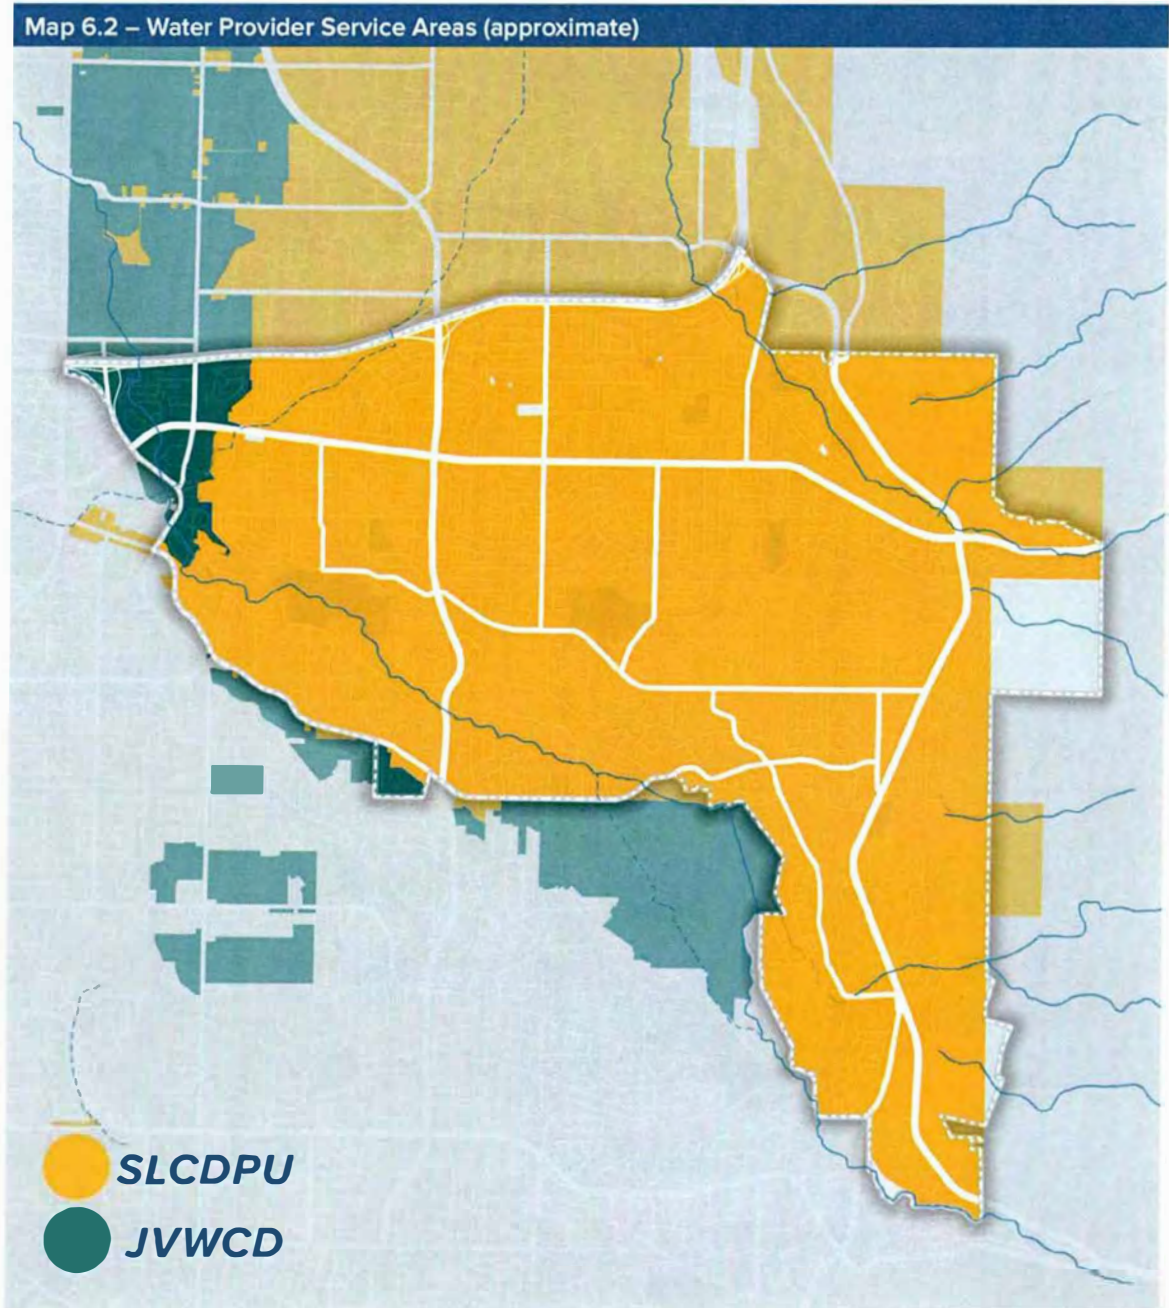 Map 6.2 – Water Provider Service Areas (approximate)
SLCDPU
JVWCD